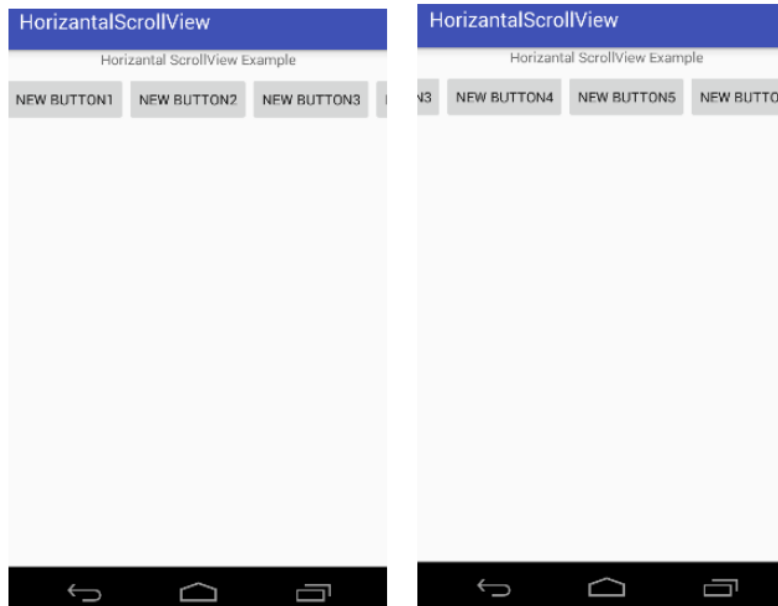 HorizantalScrollView
Horizantal ScrollView Example
NEW BUTTON1 NEW BUTTON2 NEW BUTTON3
HorizantalScrollView
Horizantal ScrollView Example
N3 NEW BUTTON4 NEW BUTTON5 NEW BUTTO